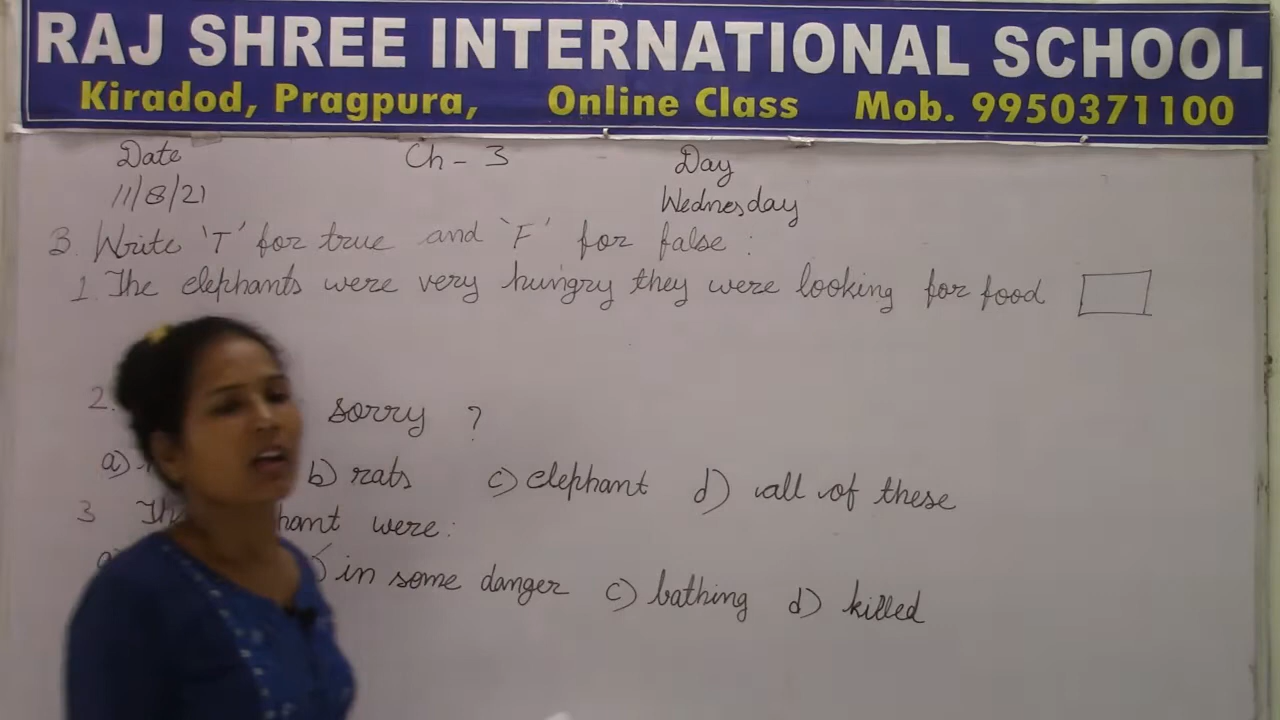 RAJ SHREE INTERNATIONAL SCHOOL
Kiradod, Pragpura, Online Class Mob. 9950371100
Date Ch - 3 Day
11/8/21 Wednesday
B. Write 'T' for true and 'F' for false :
1. The elephants were very hungry they were looking for food
2. sorry ?
a) b) rats c) elephant d) all of these
3 were:
in some danger c) bathing d) killed